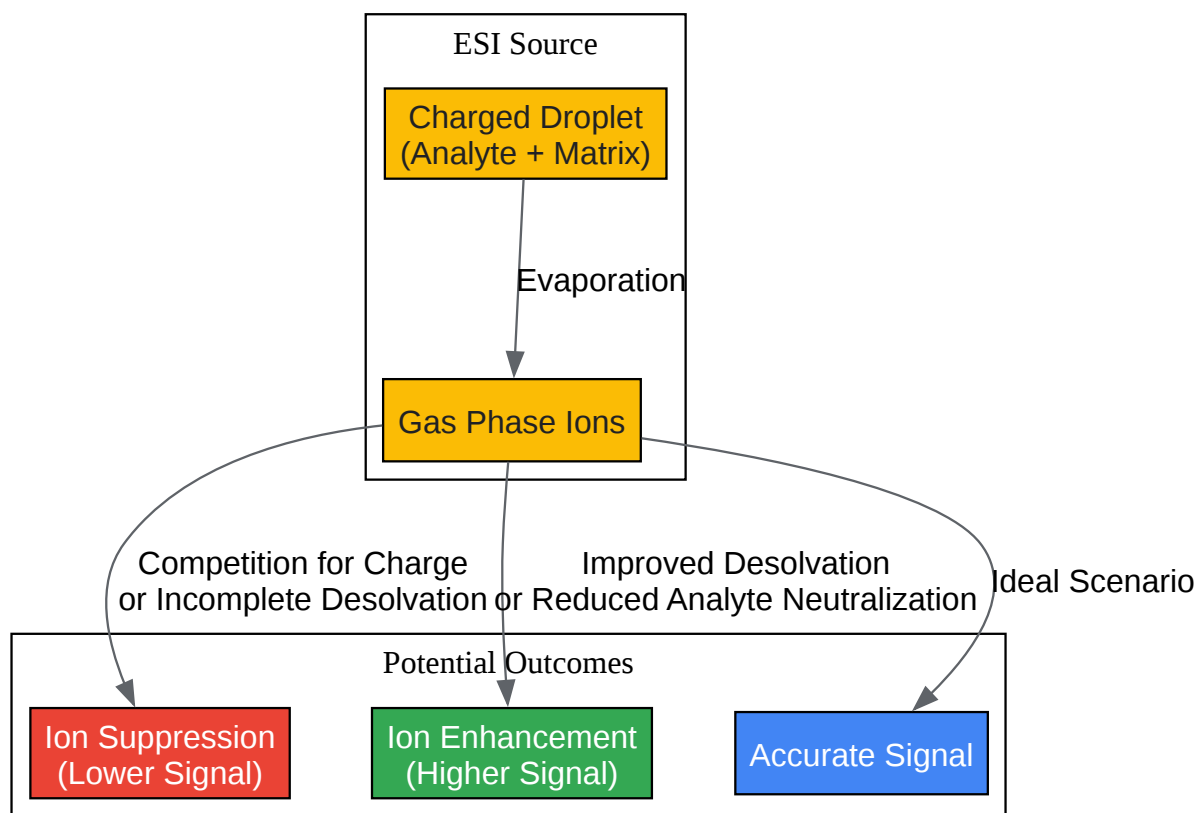 ESI Source
Charged Droplet
(Analyte + Matrix)
Evaporation
Gas Phase Ions
Competition for Charge
or Incomplete Desolvation
Improved Desolvation
or Reduced Analyte Neutralization
Ideal Scenario
Potential Outcomes
Ion Suppression
(Lower Signal)
Ion Enhancement
(Higher Signal)
Accurate Signal